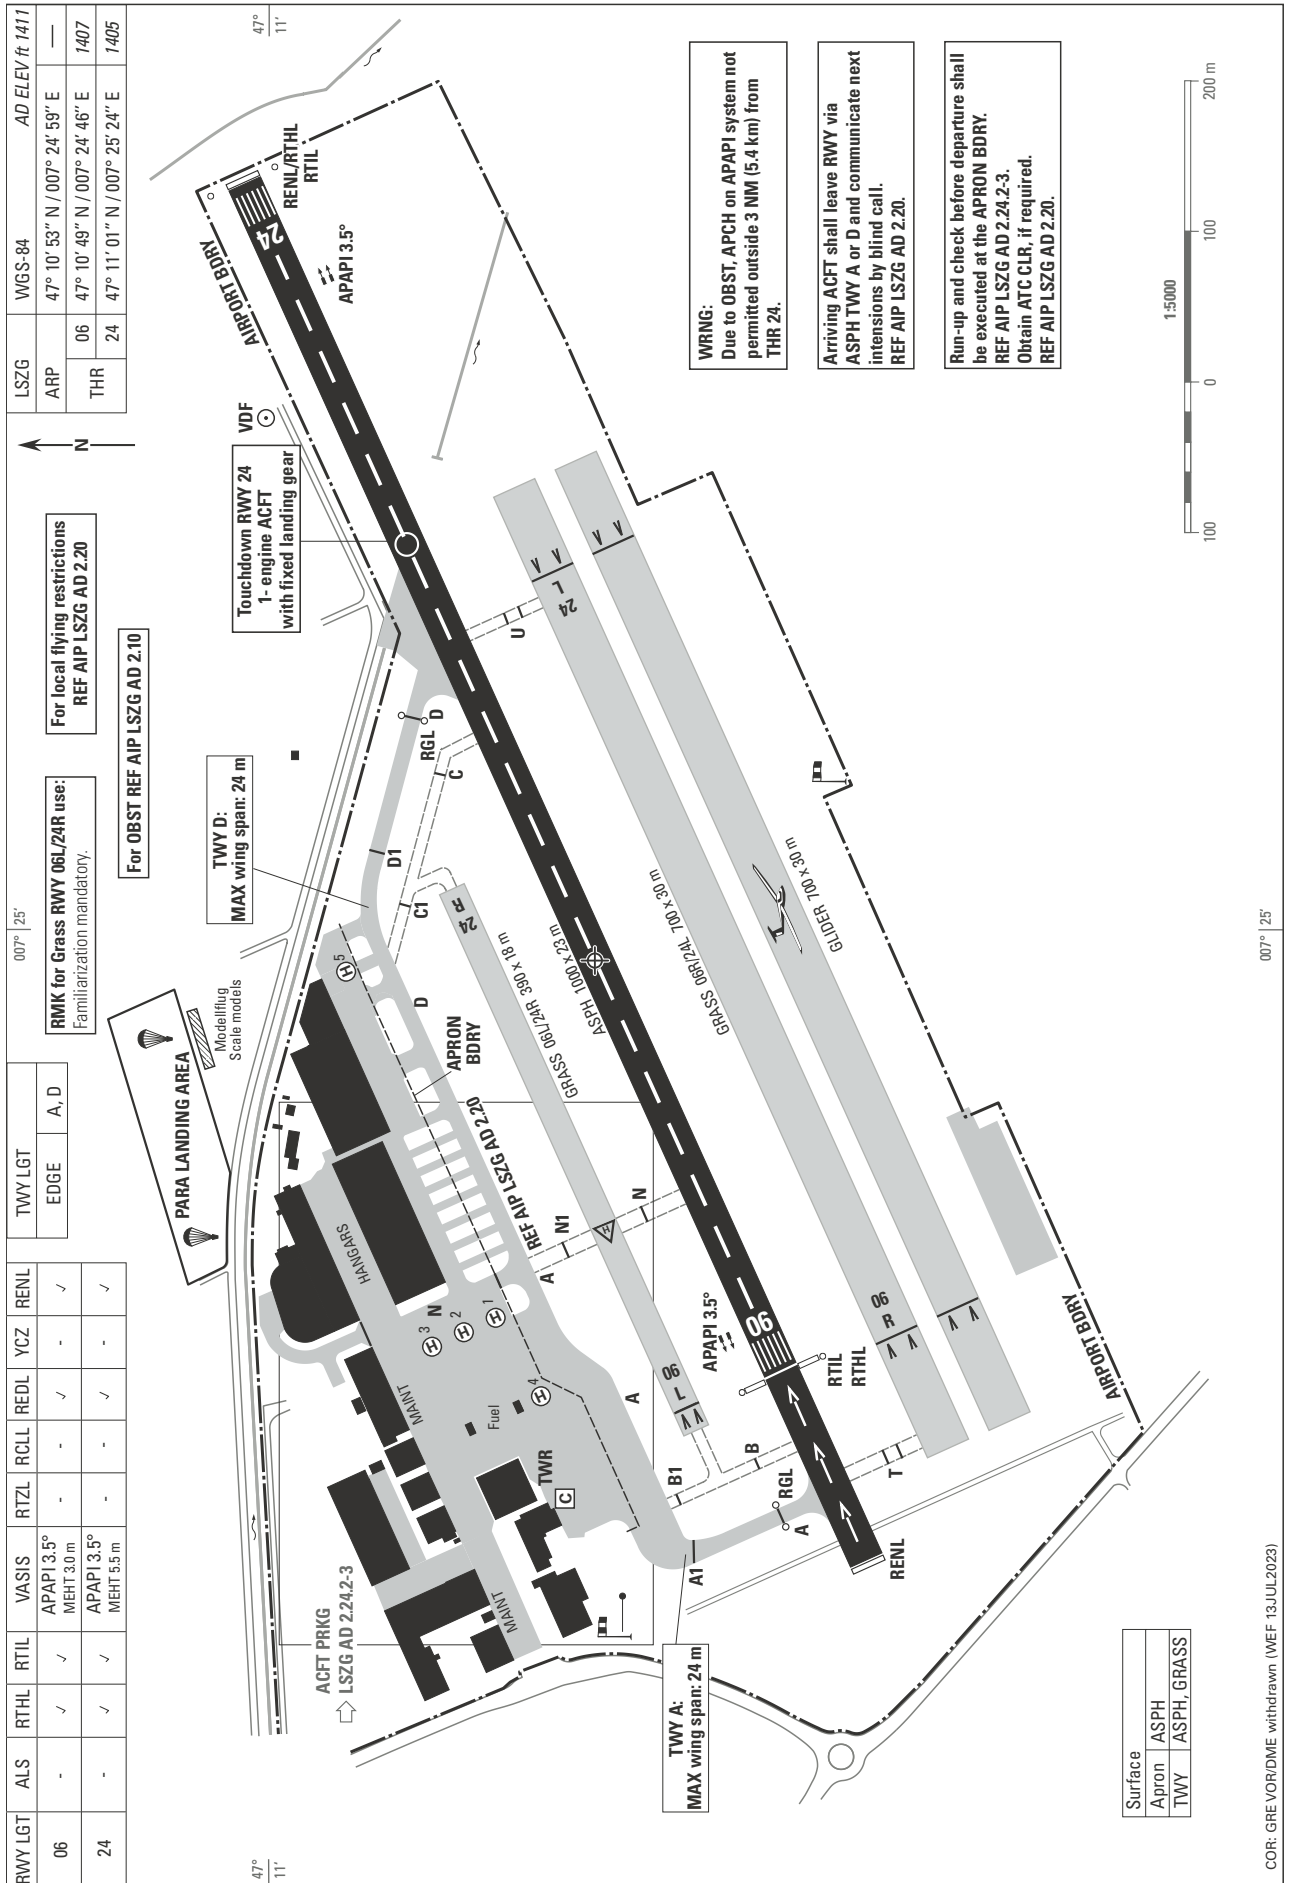 RWY LGT ALS RTHL RTIL VASIS RTZL RCLL REDL YCZ RENL
06 - ✓ ✓ APAPI 3.5° MEHT 3.0 m - - ✓ - ✓
24 - ✓ ✓ APAPI 3.5° MEHT 5.5 m - - ✓ - ✓
TWY LGT
EDGE A, D
007° 25'
LSZG WGS-84 AD ELEV ft 1411
ARP 47° 10' 53'' N / 007° 24' 59'' E —
THR 06 47° 10' 49'' N / 007° 24' 46'' E 1407
24 47° 11' 01'' N / 007° 25' 24'' E 1405
N
RMK for Grass RWY 06L/24R use:
Familiarization mandatory.
For local flying restrictions
REF AIP LSZG AD 2.20
For OBST REF AIP LSZG AD 2.10
47°
11'
47°
11'
PARA LANDING AREA
Modellflug
Scale models
TWY D:
MAX wing span: 24 m
Touchdown RWY 24
1- engine ACFT
with fixed landing gear
VDF
AIRPORT BDRY
RENL/RTHL
RTIL
24
APAPI 3.5°
ACFT PRKG
LSZG AD 2.24.2-3
MAINT
MAINT
HANGARS
Fuel
TWR
C
H 3
N
H 2
H 1
H 4
H 5
D
APRON
BDRY
REF AIP LSZG AD 2.20
D1
C1
C
RGL
D
U
24 R
GRASS 06L/24R 390 x 18 m
ASPH 1000 x 23 m
GRASS 06R/24L 700 x 30 m
GLIDER 700 x 30 m
24
L
A
A
N1
H
N
06
L
APAPI 3.5°
06
RTIL
RTHL
06
R
B1
B
RGL
A
A1
T
RENL
TWY A:
MAX wing span: 24 m
AIRPORT BDRY
WRNG:
Due to OBST, APCH on APAPI system not
permitted outside 3 NM (5.4 km) from
THR 24.
Arriving ACFT shall leave RWY via
ASPH TWY A or D and communicate next
intensions by blind call.
REF AIP LSZG AD 2.20.
Run-up and check before departure shall
be executed at the APRON BDRY.
REF AIP LSZG AD 2.24.2-3.
Obtain ATC CLR, if required.
REF AIP LSZG AD 2.20.
Surface
Apron ASPH
TWY ASPH, GRASS
1:5000
100 0 100 200 m
007° 25'
COR: GRE VOR/DME withdrawn (WEF 13JUL2023)